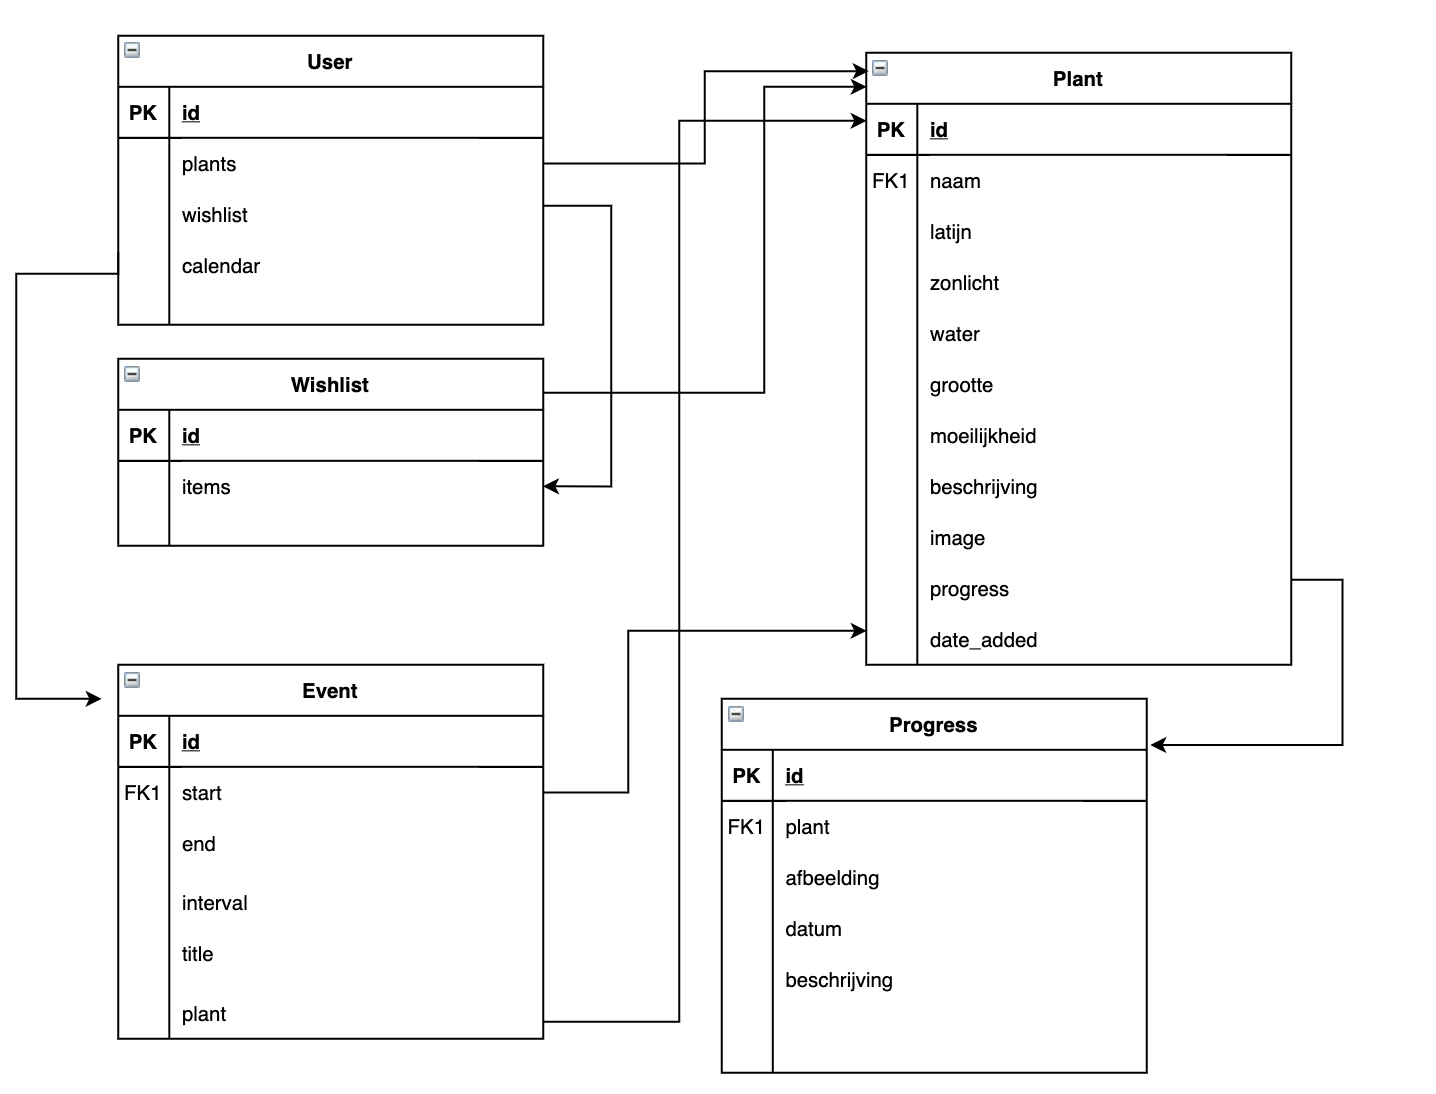 User
PK id
plants
wishlist
calendar
Wishlist
PK id
items
Event
PK id
FK1 start
end
interval
title
plant
Plant
PK id
FK1 naam
latijn
zonlicht
water
grootte
moeilijkheid
beschrijving
image
progress
date_added
Progress
PK id
FK1 plant
afbeelding
datum
beschrijving